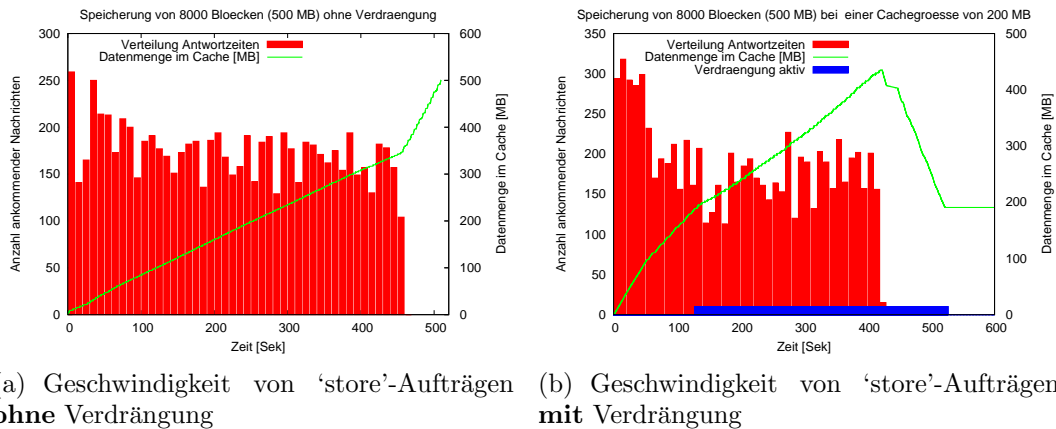 Speicherung von 8000 Bloecken (500 MB) ohne Verdraengung
Verteilung Antwortzeiten
Datenmenge im Cache [MB]
Anzahl ankommender Nachrichten
300
250
200
150
100
50
0
600
500
400
300
200
100
0
Datenmenge im Cache [MB]
0 100 200 300 400 500
Zeit [Sek]
(a) Geschwindigkeit von ‘store’-Aufträgen
ohne Verdrängung
Speicherung von 8000 Bloecken (500 MB) bei einer Cachegroesse von 200 MB
Verteilung Antwortzeiten
Datenmenge im Cache [MB]
Verdraengung aktiv
Anzahl ankommender Nachrichten
350
300
250
200
150
100
50
0
500
400
300
200
100
0
Datenmenge im Cache [MB]
0 100 200 300 400 500 600
Zeit [Sek]
(b) Geschwindigkeit von ‘store’-Aufträgen
mit Verdrängung